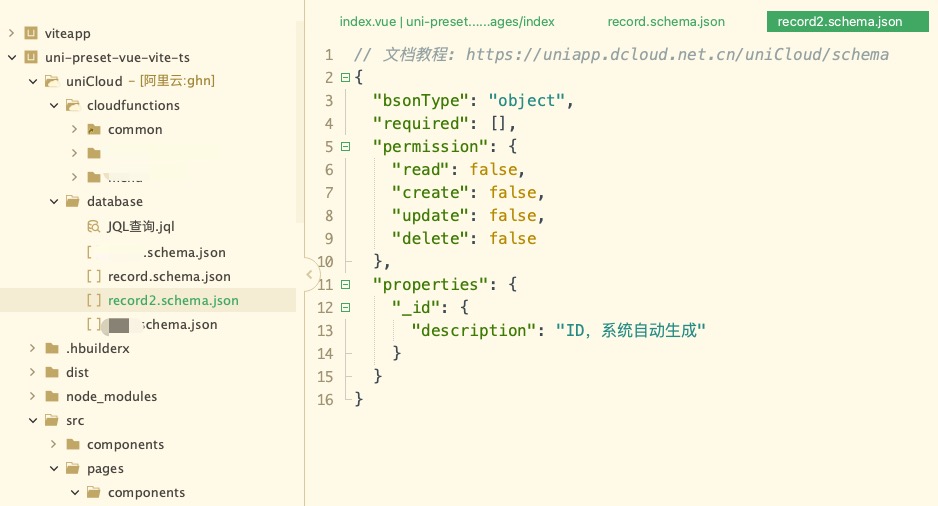 viteapp
uni-preset-vue-vite-ts
uniCloud - [阿里云:ghn]
cloudfunctions
common
database
JQL查询.jql
.schema.json
record.schema.json
record2.schema.json
schema.json
.hbuilderx
dist
node_modules
src
components
pages
components
index.vue | uni-preset......ages/index
record.schema.json
record2.schema.json
1 // 文档教程: https://uniapp.dcloud.net.cn/uniCloud/schema
2 {
3 "bsonType": "object",
4 "required": [],
5 "permission": {
6 "read": false,
7 "create": false,
8 "update": false,
9 "delete": false
10 },
11 "properties": {
12 "_id": {
13 "description": "ID，系统自动生成"
14 }
15 }
16 }